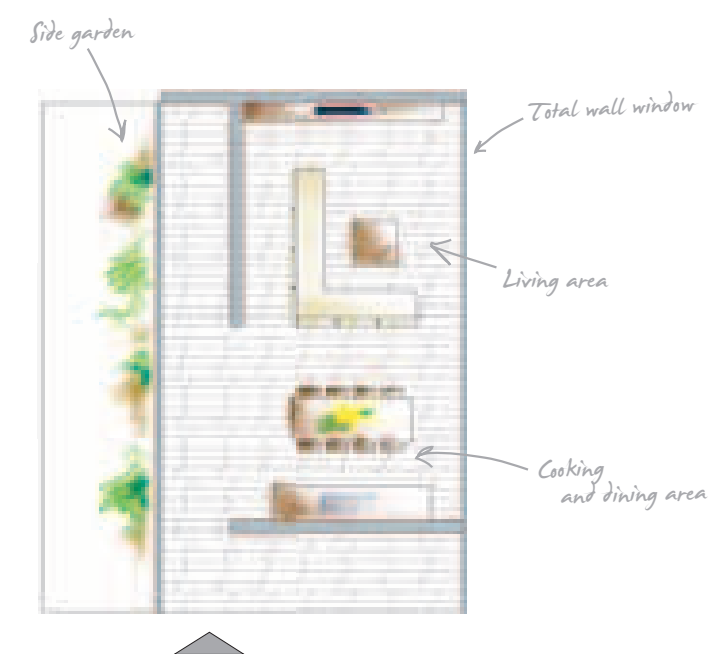 Side garden
Total wall window
Living area
Cooking
and dining area